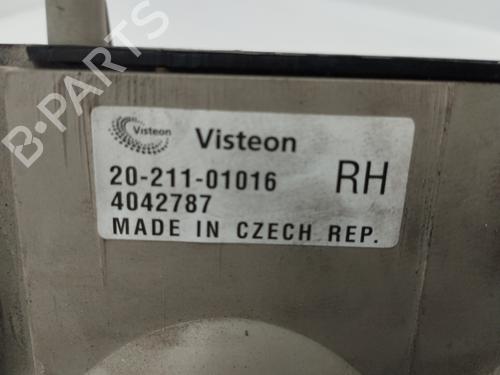 B-PARTS
Visteon Visteon
20-211-01016 RH
4042787
MADE IN CZECH REP.